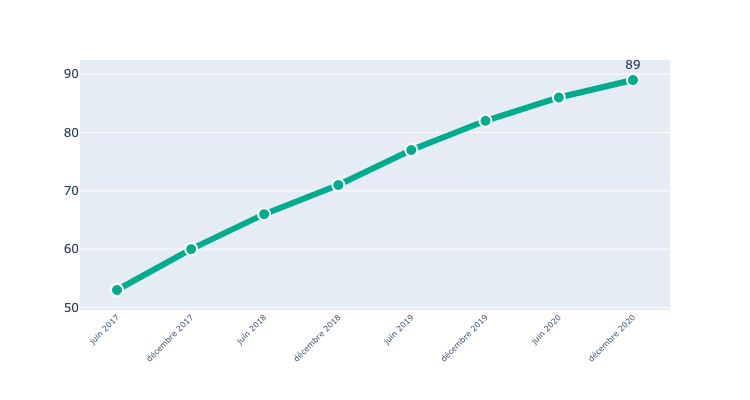 89
90
80
70
60
50
juin 2017
décembre 2017
juin 2018
décembre 2018
juin 2019
décembre 2019
juin 2020
décembre 2020